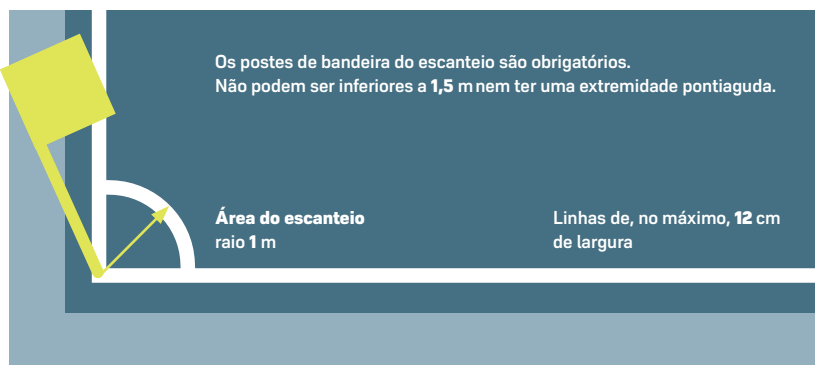 Os postes de bandeira do escanteio são obrigatórios.
Não podem ser inferiores a 1,5 m nem ter uma extremidade pontiaguda.
Área do escanteio
raio 1 m
Linhas de, no máximo, 12 cm
de largura